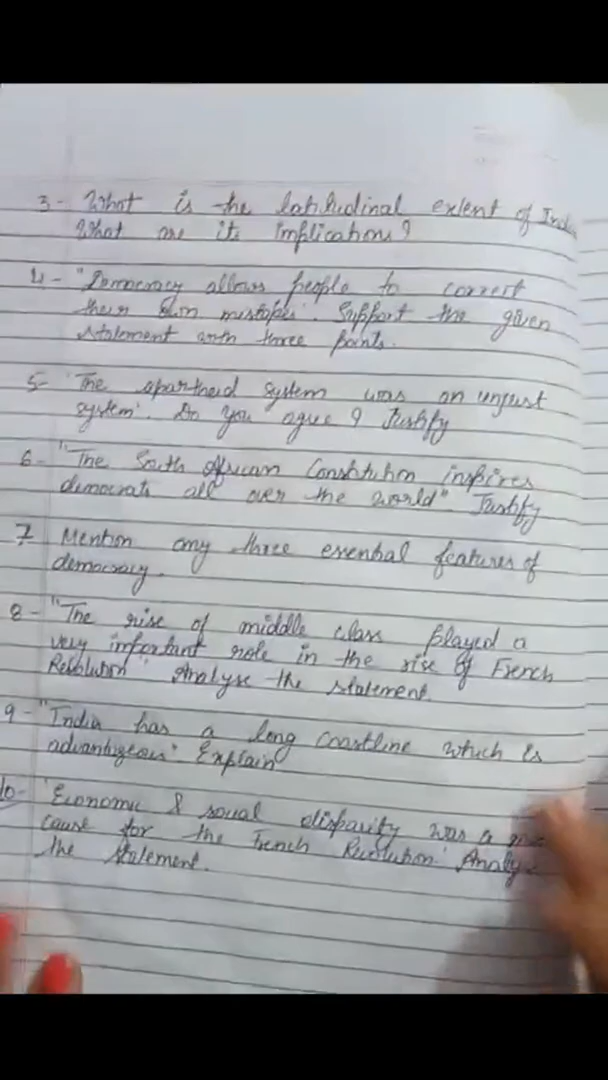 3- What is the latitudinal extent of India
What are its implications?
4- "Democracy allows people to correct
their own mistakes". Support the given
statement with three points.
5- 'The apartheid system was an unjust
system'. Do you agree? Justify
6- "The South African Constitution inspires
democrats all over the world". Justify
7 Mention any three essential features of
democracy.
8- "The rise of middle class played a
very important role in the rise of French
Revolution" Analyse the statement.
9- "India has a long coastline which is
advantageous" Explain
10- 'Economic & social disparity was a
cause for the French Revolution' Analyse
the statement.